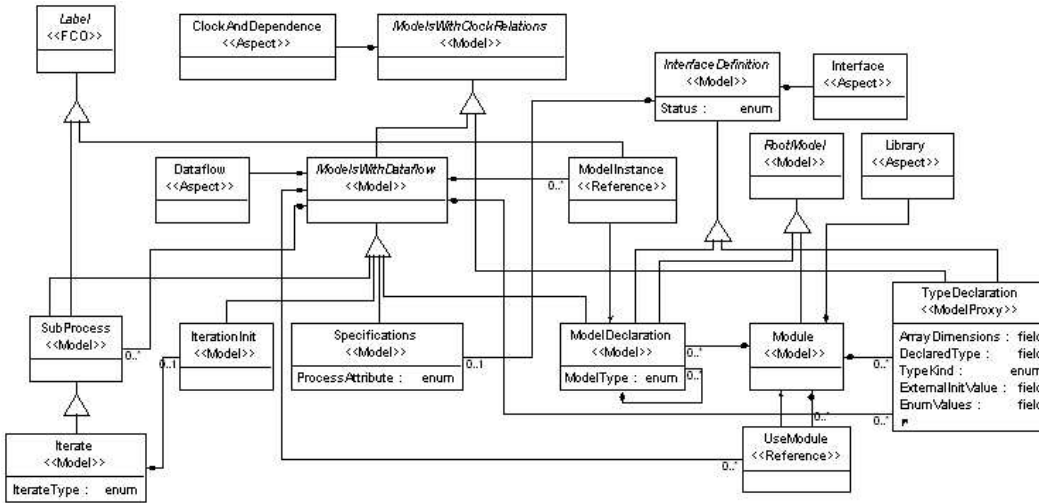 Label
<<FCO>>
ClockAndDependence
<<Aspect>>
ModelsWithClockRelations
<<Model>>
InterfaceDefinition
<<Model>>
Status : enum
Interface
<<Aspect>>
RootModel
<<Model>>
Library
<<Aspect>>
Dataflow
<<Aspect>>
ModelsWithDataflow
<<Model>>
ModelInstance
<<Reference>>
0..*
SubProcess
<<Model>>
0..*
IterationInit
<<Model>>
0..1
Specifications
<<Model>>
ProcessAttribute : enum
0..1
ModelDeclaration
<<Model>>
ModelType : enum
0..*
0..*
Module
<<Model>>
0..*
TypeDeclaration
<<ModelProxy>>
ArrayDimensions : field
DeclaredType : field
TypeKind : enum
ExternalInitValue : field
EnumValues : field
0..*
0..*
Iterate
<<Model>>
IterateType : enum
UseModule
<<Reference>>
0..*